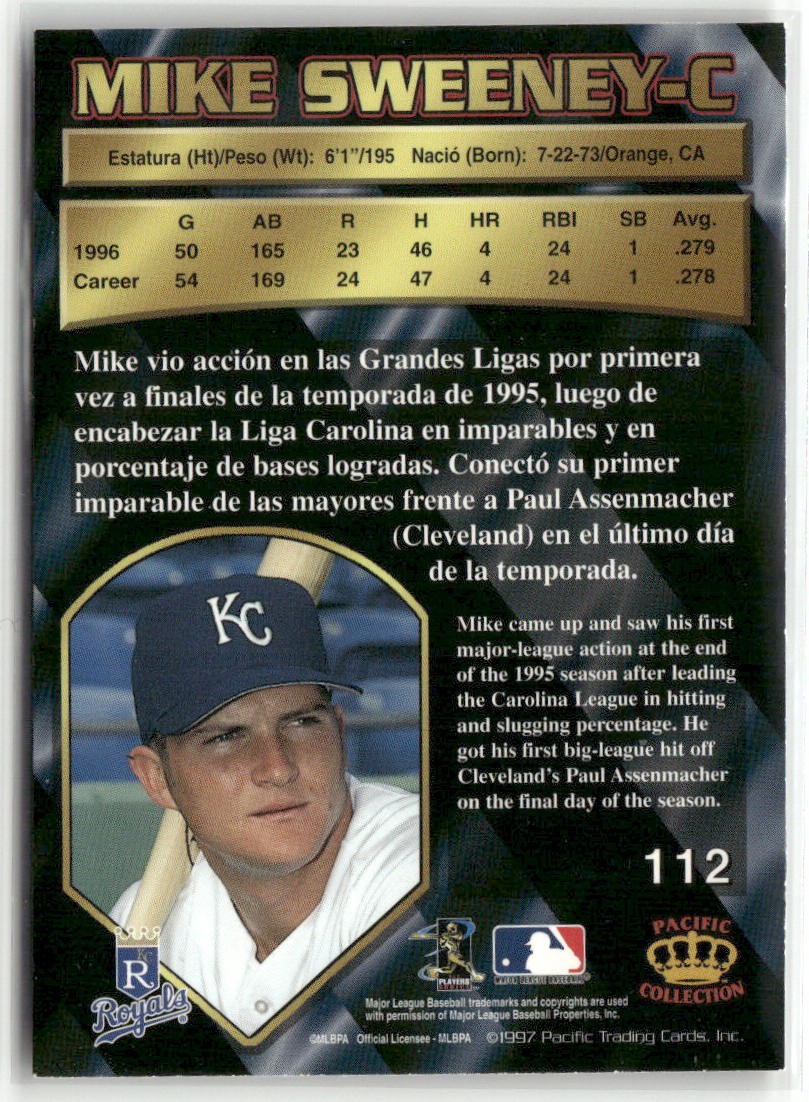 MIKE SWEENEY-C
Estatura (Ht)/Peso (Wt): 6'1"/195 Nació (Born): 7-22-73/Orange, CA
G AB R H HR RBI SB Avg.
1996 50 165 23 46 4 24 1 .279
Career 54 169 24 47 4 24 1 .278
Mike vio acción en las Grandes Ligas por primera
vez a finales de la temporada de 1995, luego de
encabezar la Liga Carolina en imparables y en
porcentaje de bases logradas. Conectó su primer
imparable de las mayores frente a Paul Assenmacher
(Cleveland) en el último día
de la temporada.
Mike came up and saw his first
major-league action at the end
of the 1995 season after leading
the Carolina League in hitting
and slugging percentage. He
got his first big-league hit off
Cleveland's Paul Assenmacher
on the final day of the season.
112
KC
KC
R
Royals
PLAYERS
CHOICE
MAJOR LEAGUE BASEBALL
PACIFIC
COLLECTION
Major League Baseball trademarks and copyrights are used
with permission of Major League Baseball Properties, Inc.
©MLBPA Official Licensee - MLBPA ©1997 Pacific Trading Cards, Inc.